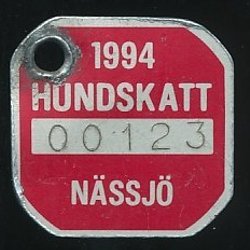 1994
HUNDSKATT
00123
NÄSSJÖ